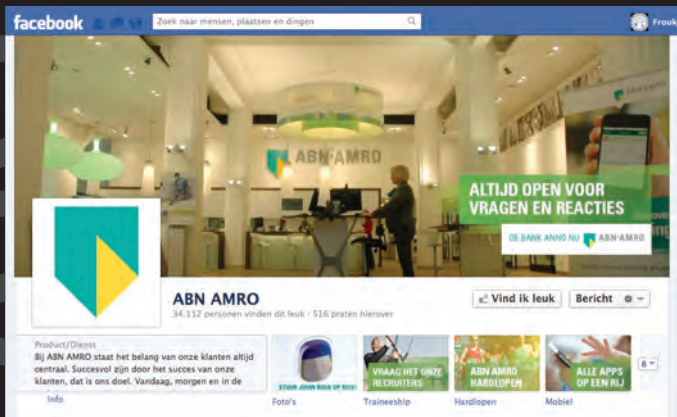 facebook
Zoek naar mensen, plaatsen en dingen
Frouk
ABN·AMRO
ALTIJD OPEN VOOR
VRAGEN EN REACTIES
DE BANK ANNO NU ABN·AMRO
ABN AMRO
34.112 personen vinden dit leuk · 516 praten hierover
Vind ik leuk
Bericht
Product/Dienst
Bij ABN AMRO staat het belang van onze klanten altijd
centraal. Succesvol zijn door het succes van onze
klanten, dat is ons doel. Vandaag, morgen en in de
Info
STUUR JOUW
Foto's
VRAAG HET ONZE
RECRUITERS
Traineeship
ABN AMRO
HARDLOPEN
Hardlopen
ALLE APPS
OP EEN RIJ
Mobiel
8